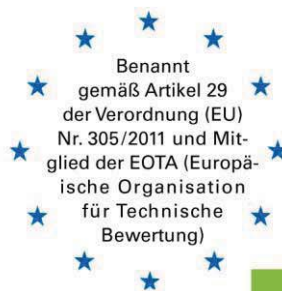 Benannt
gemäß Artikel 29
der Verordnung (EU)
Nr. 305/2011 und Mit-
glied der EOTA (Europä-
ische Organisation
für Technische
Bewertung)